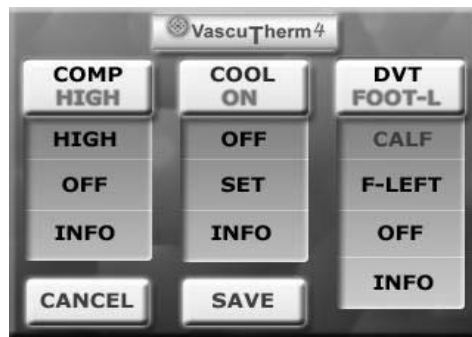 VascuTherm4
COMP
HIGH
HIGH
OFF
INFO
COOL
ON
OFF
SET
INFO
DVT
FOOT-L
CALF
F-LEFT
OFF
INFO
CANCEL
SAVE